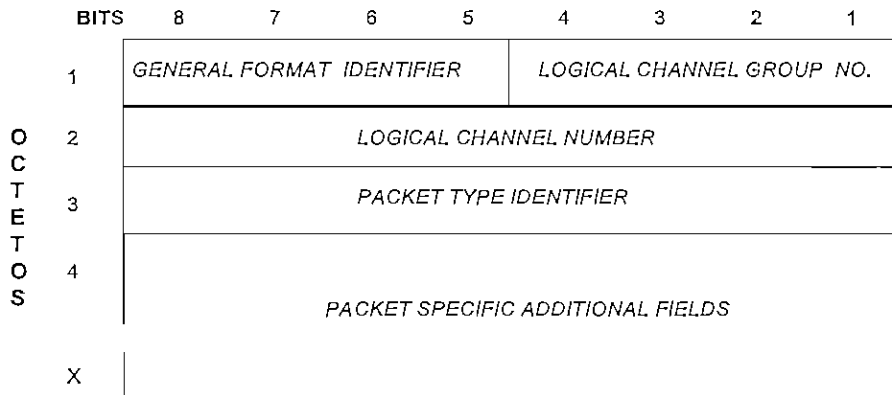 BITS 8 7 6 5 4 3 2 1
1 GENERAL FORMAT IDENTIFIER LOGICAL CHANNEL GROUP NO.
2 LOGICAL CHANNEL NUMBER
3 PACKET TYPE IDENTIFIER
4
PACKET SPECIFIC ADDITIONAL FIELDS
X
OCTETOS